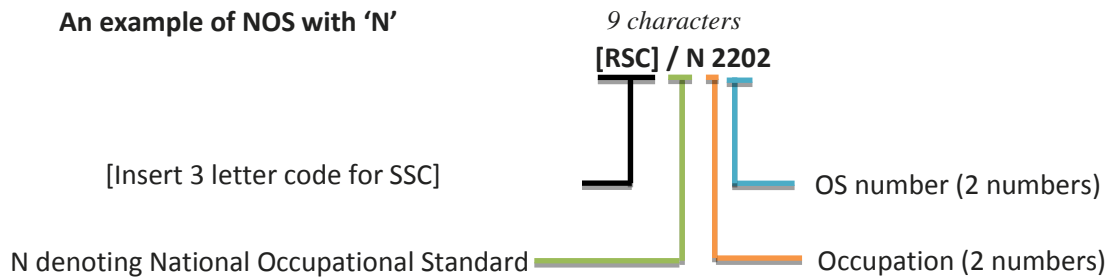 An example of NOS with ‘N’
9 characters
[RSC] / N 2202
[Insert 3 letter code for SSC]
OS number (2 numbers)
N denoting National Occupational Standard
Occupation (2 numbers)